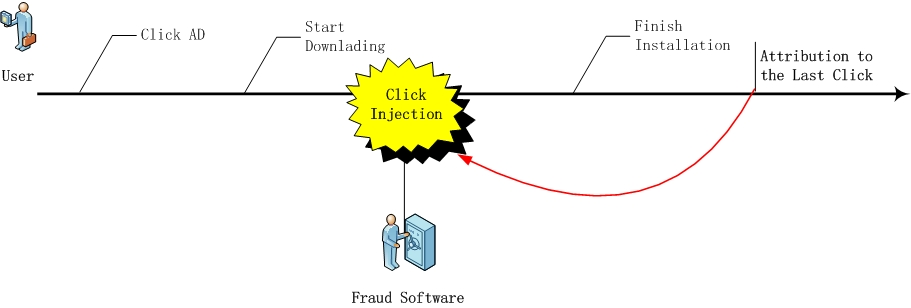 User
Click AD
Start
Downlading
Click
Injection
Finish
Installation
Attribution to
the Last Click
Fraud Software